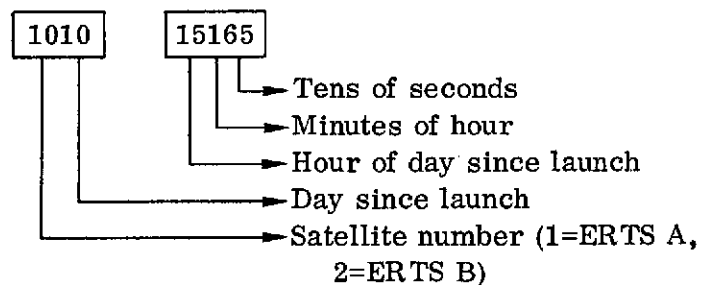 1010 15165
Tens of seconds
Minutes of hour
Hour of day since launch
Day since launch
Satellite number (1=ERTS A,
2=ERTS B)